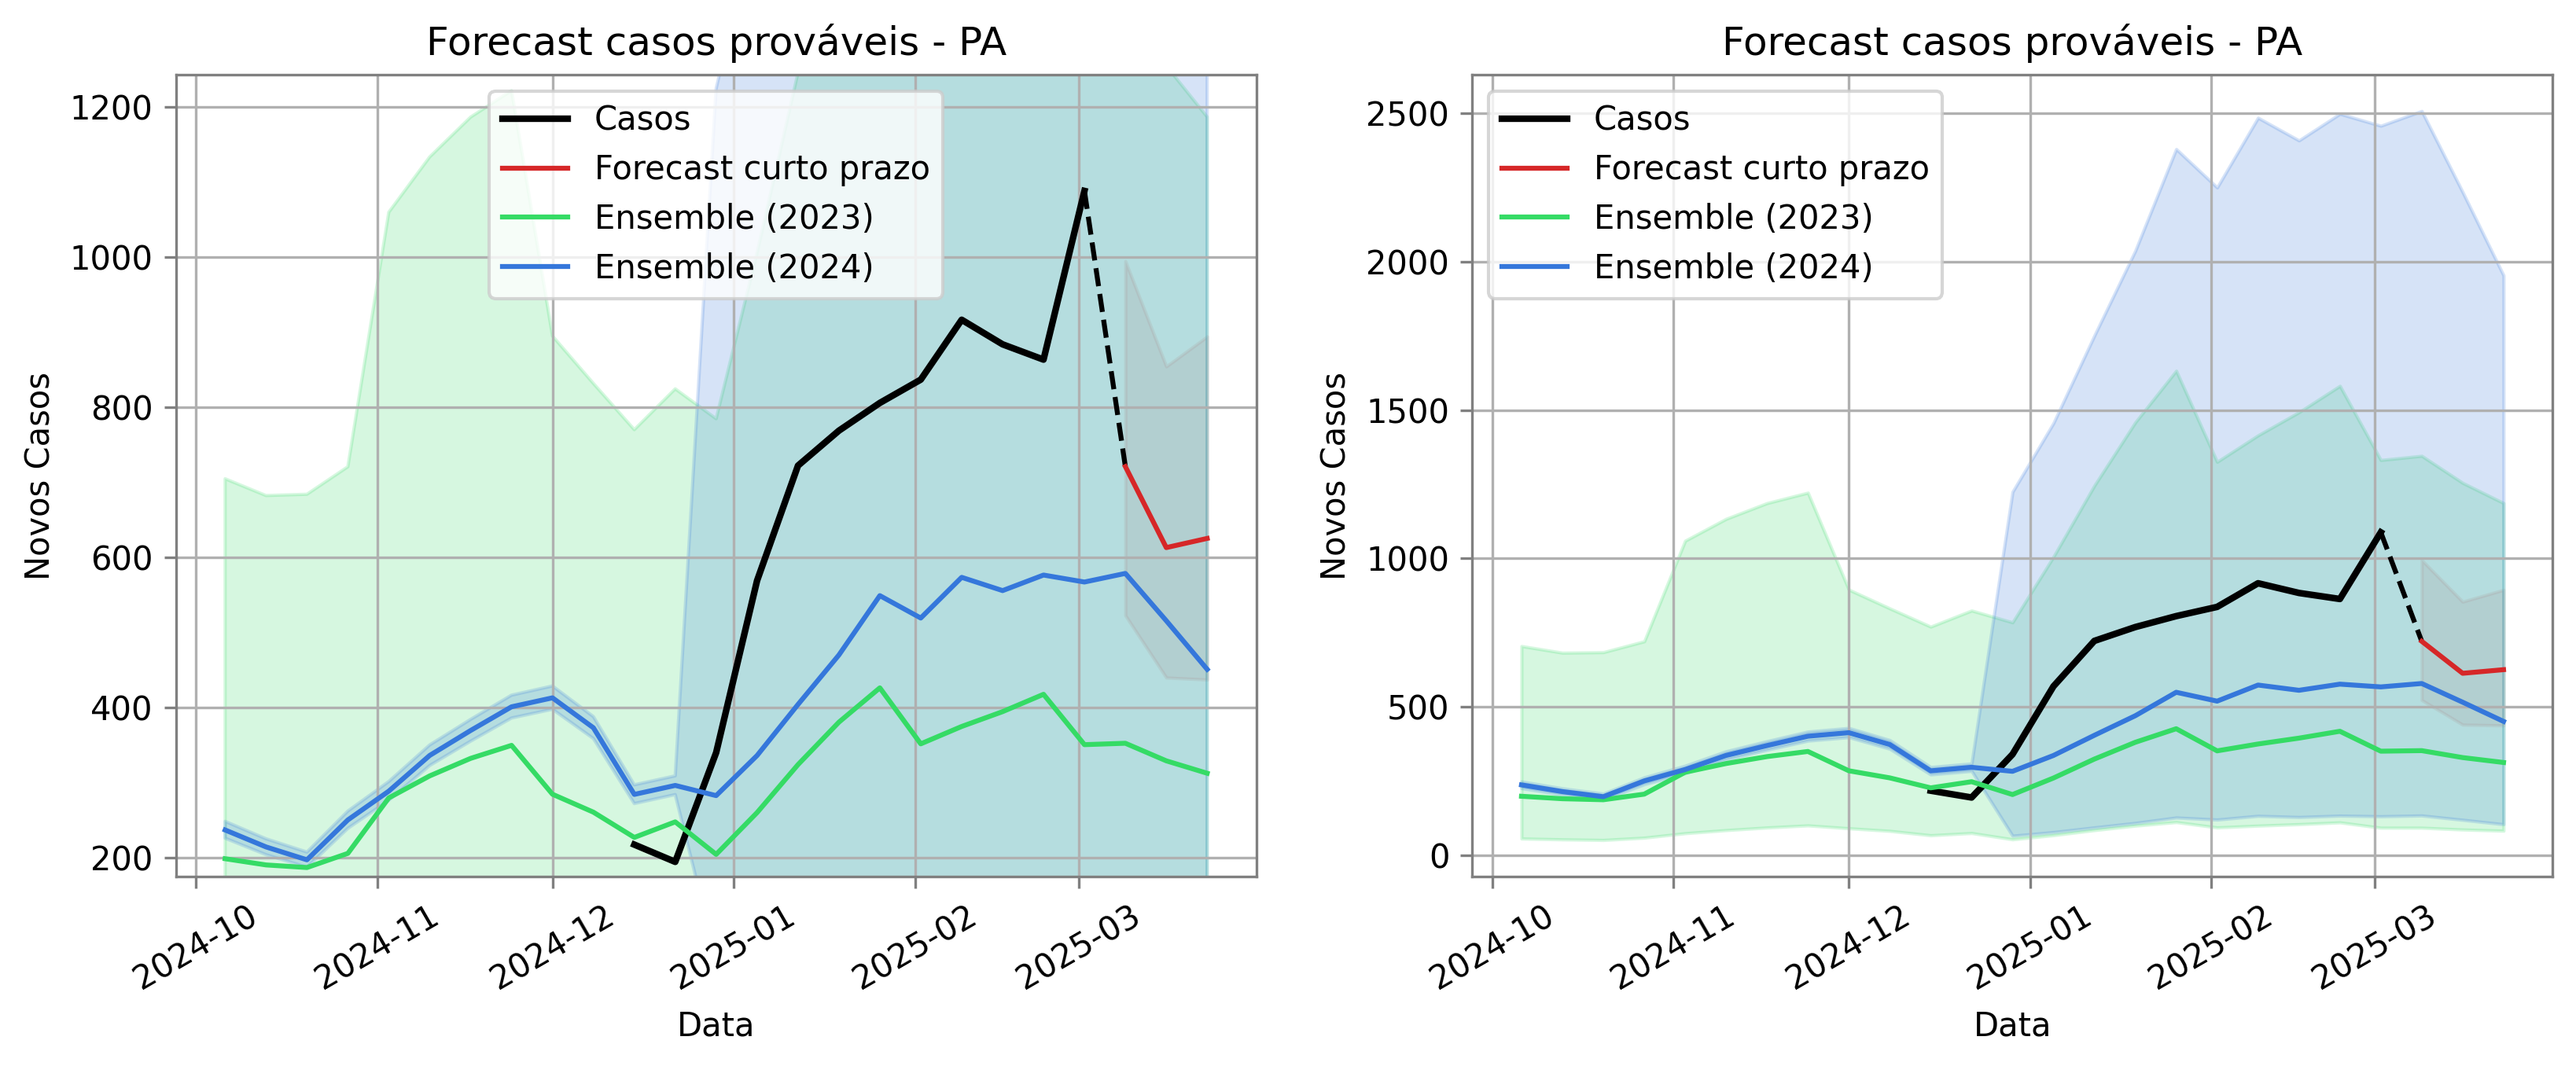 Forecast casos prováveis - PA
1200
1000
800
600
400
200
Novos Casos
Casos
Forecast curto prazo
Ensemble (2023)
Ensemble (2024)
2024-10
2024-11
2024-12
2025-01
2025-02
2025-03
Data
Forecast casos prováveis - PA
2500
2000
1500
1000
500
0
Novos Casos
Casos
Forecast curto prazo
Ensemble (2023)
Ensemble (2024)
2024-10
2024-11
2024-12
2025-01
2025-02
2025-03
Data